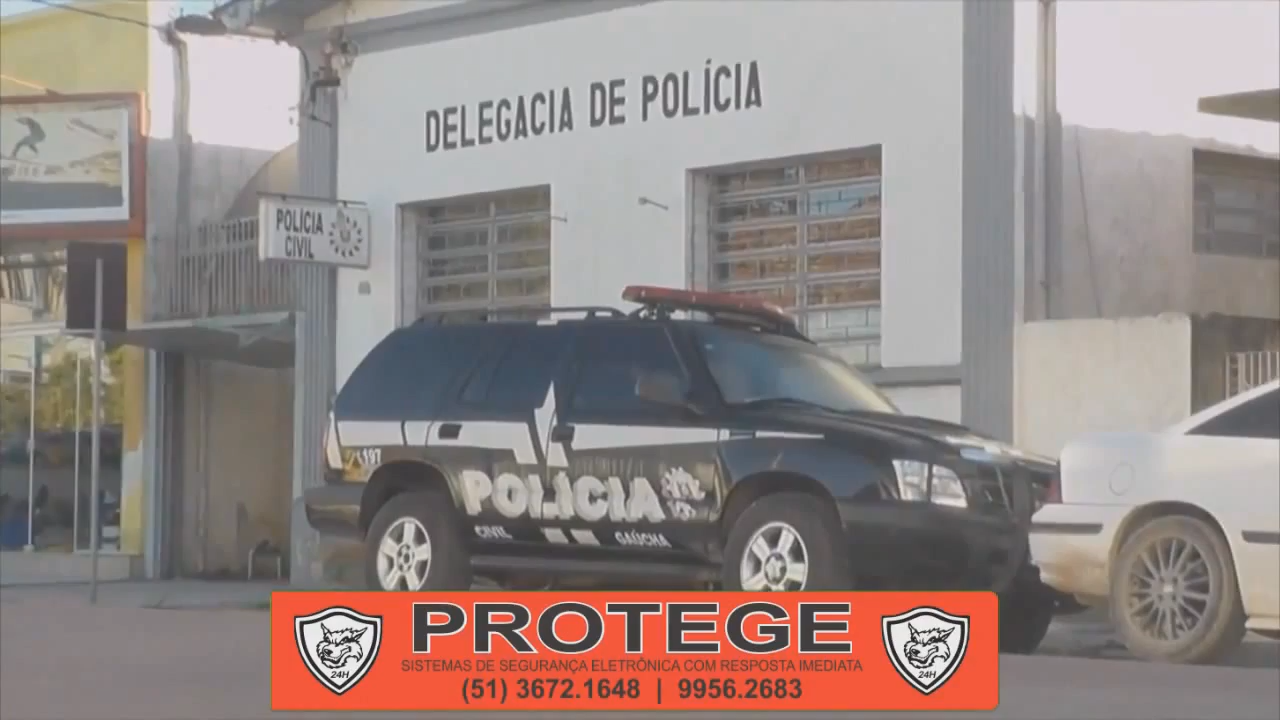 DELEGACIA DE POLÍCIA
POLÍCIA
CIVIL
1197
POLÍCIA
CIVIL GAÚCHA
PROTEGE
SISTEMAS DE SEGURANÇA ELETRÔNICA COM RESPOSTA IMEDIATA
(51) 3672.1648 | 9956.2683
24H
24H